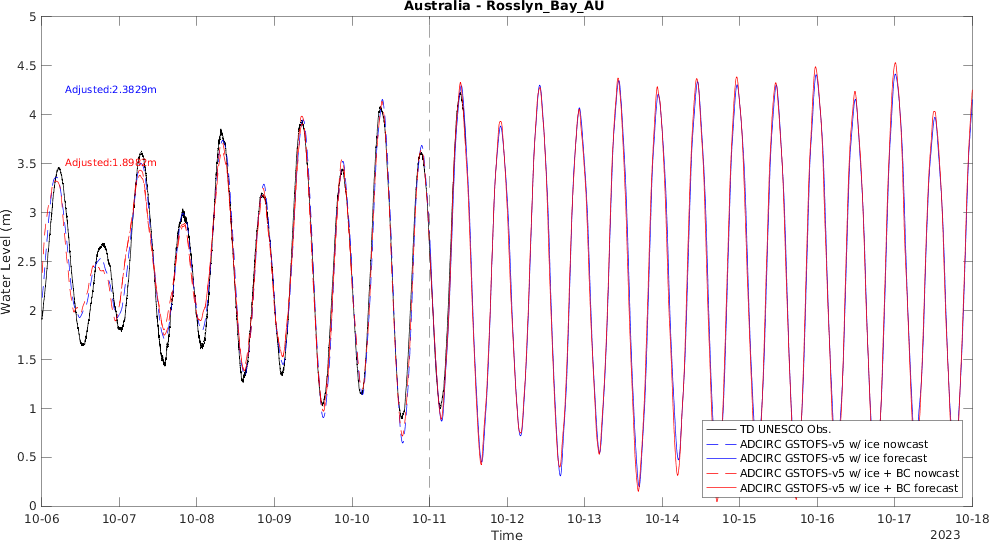 Australia - Rosslyn_Bay_AU
5
4.5
4
3.5
3
2.5
2
1.5
1
0.5
0
Water Level (m)
Adjusted:2.3829m
TD UNESCO Obs.
ADCIRC GSTOFS-v5 w/ ice nowcast
ADCIRC GSTOFS-v5 w/ ice forecast
ADCIRC GSTOFS-v5 w/ ice + BC nowcast
ADCIRC GSTOFS-v5 w/ ice + BC forecast
10-06 10-07 10-08 10-09 10-10 10-11 10-12 10-13 10-14 10-15 10-16 10-17 10-18
Time
2023